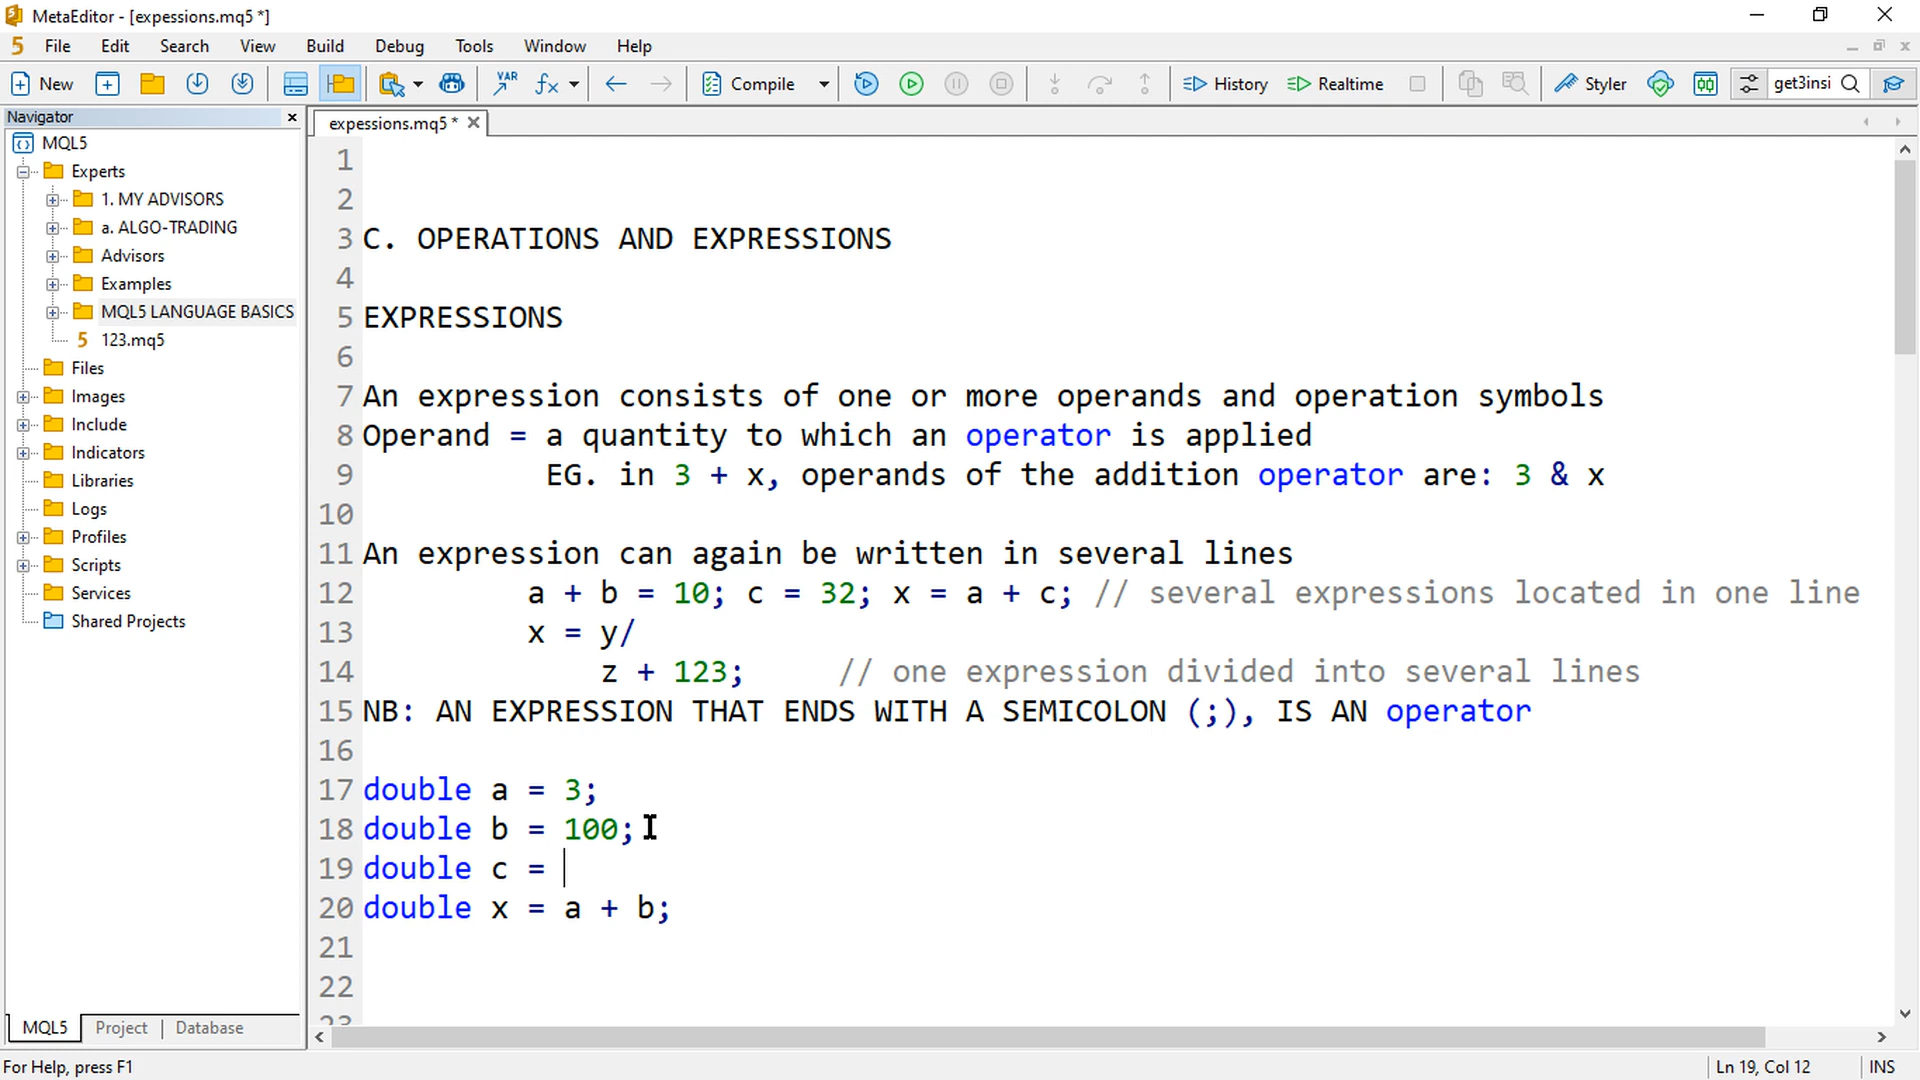 MetaEditor - [expessions.mq5 *]
5 File Edit Search View Build Debug Tools Window Help
New VAR fx Compile History Realtime Styler get3insi
Navigator
expessions.mq5 *
MQL5
Experts
1. MY ADVISORS
a. ALGO-TRADING
Advisors
Examples
MQL5 LANGUAGE BASICS
5 123.mq5
Files
Images
Include
Indicators
Libraries
Logs
Profiles
Scripts
Services
Shared Projects
MQL5 Project Database
1
2
3 C. OPERATIONS AND EXPRESSIONS
4
5 EXPRESSIONS
6
7 An expression consists of one or more operands and operation symbols
8 Operand = a quantity to which an operator is applied
9 EG. in 3 + x, operands of the addition operator are: 3 & x
10
11 An expression can again be written in several lines
12 a + b = 10; c = 32; x = a + c; // several expressions located in one line
13 x = y/
14 z + 123; // one expression divided into several lines
15 NB: AN EXPRESSION THAT ENDS WITH A SEMICOLON (;), IS AN operator
16
17 double a = 3;
18 double b = 100;
19 double c =
20 double x = a + b;
21
22
23
For Help, press F1
Ln 19, Col 12 INS